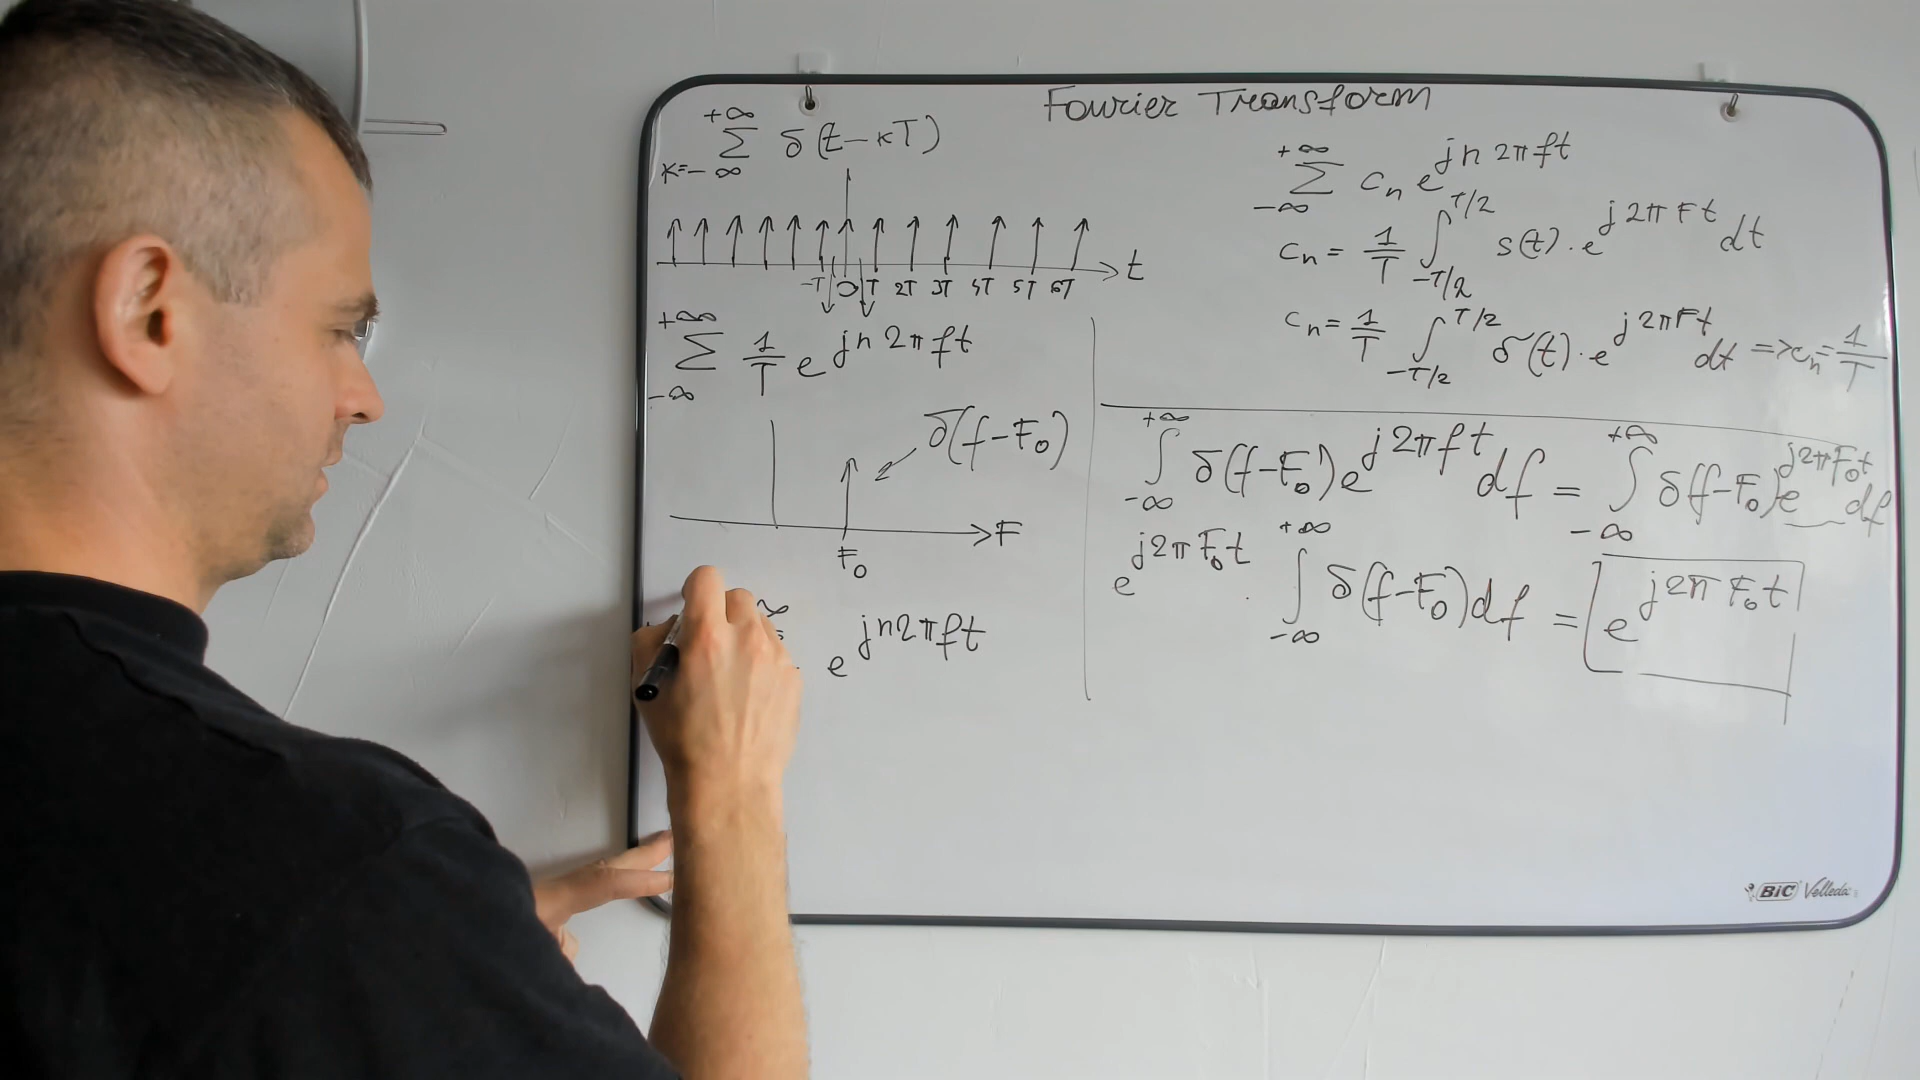 Fourier Transform
+∞
∑ δ(t-kT)
k=-∞
t
-T 0 T 2T 3T 4T 5T 6T
+∞
∑ 1/T e^jn2πft
-∞
δ(f-F₀)
F
F₀
e^jn2πft
+∞
∑ cₙ e^jn2πft
-∞
cₙ = 1/T ∫_-T/2^T/2 s(t)·e^j2πFt dt
cₙ = 1/T ∫_-T/2^T/2 δ(t)·e^j2πFt dt => cₙ = 1/T
∫_-∞^+∞ δ(f-F₀)e^j2πft df = ∫_-∞^+∞ δ(f-F₀)e^j2πF₀t df
e^j2πF₀t · ∫_-∞^+∞ δ(f-F₀)df = e^j2πF₀t
BIC Velleda